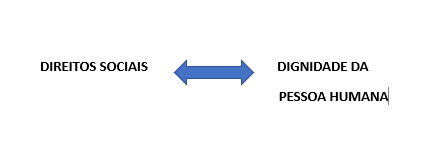 DIREITOS SOCIAIS
DIGNIDADE DA
PESSOA HUMANA